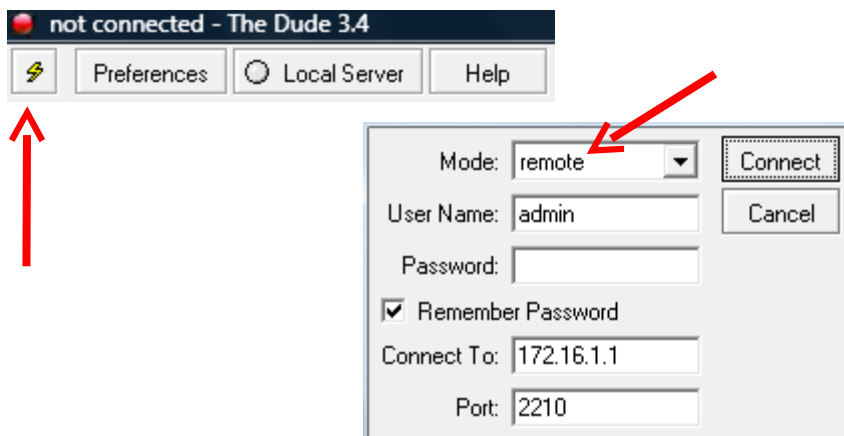 not connected - The Dude 3.4
Preferences Local Server Help
Mode: remote Connect
User Name: admin Cancel
Password:
Remember Password
Connect To: 172.16.1.1
Port: 2210